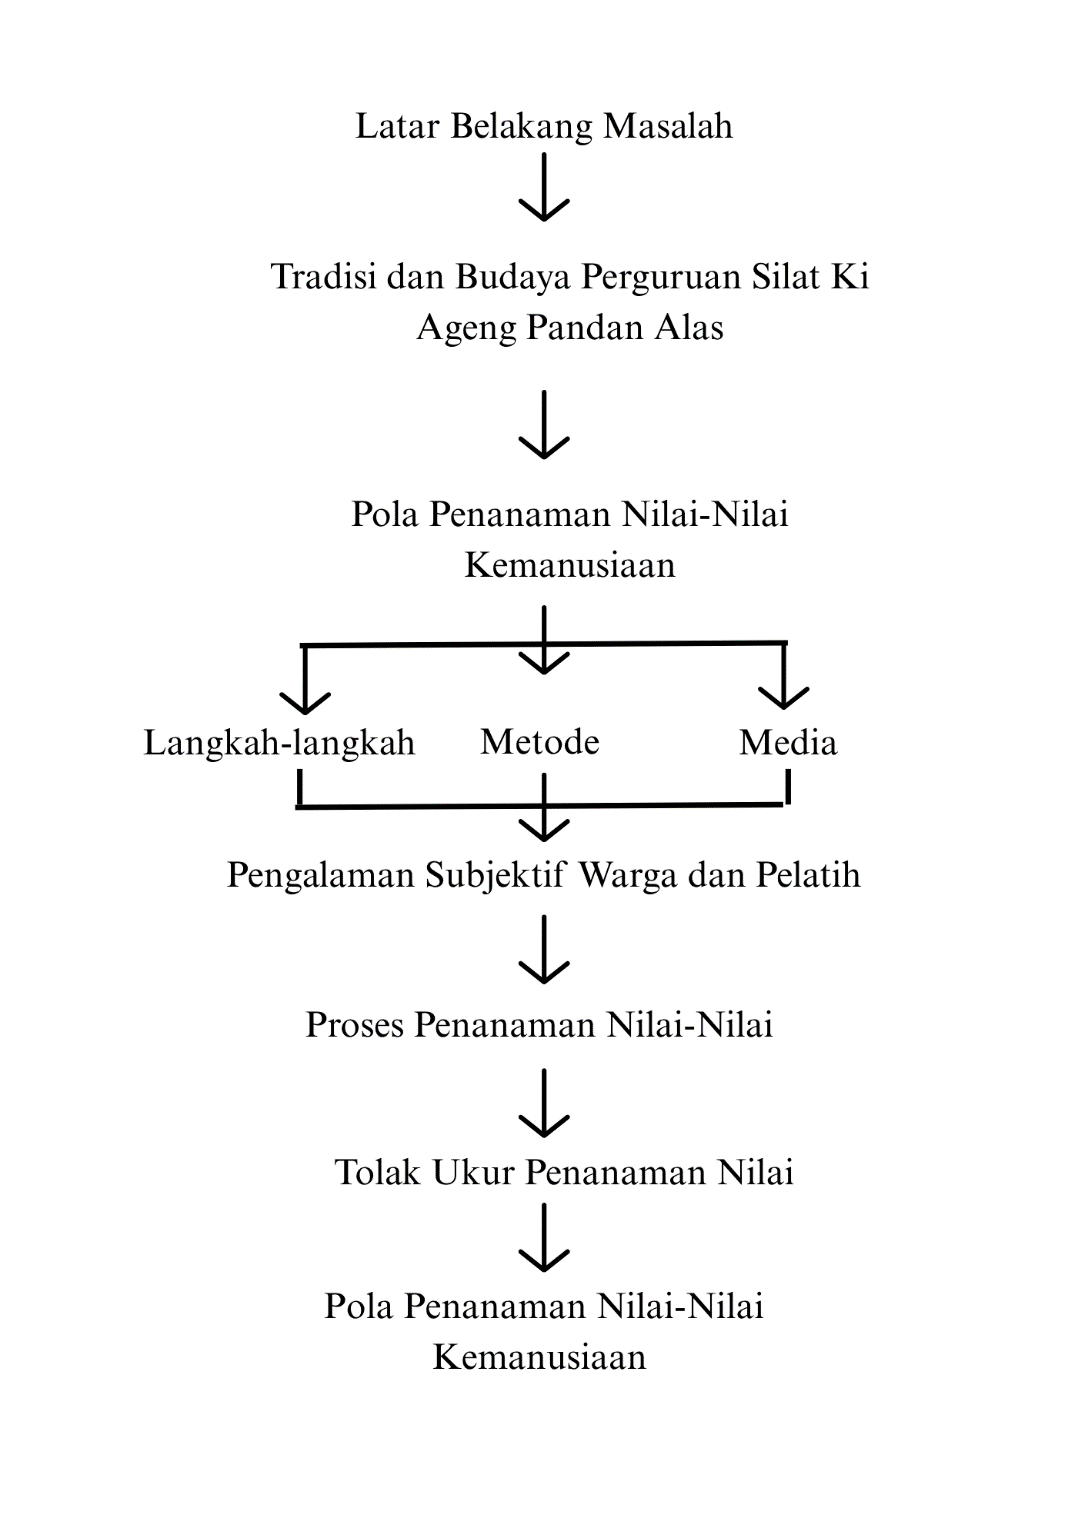 Latar Belakang Masalah
Tradisi dan Budaya Perguruan Silat Ki
Ageng Pandan Alas
Pola Penanaman Nilai-Nilai
Kemanusiaan
Langkah-langkah
Metode
Media
Pengalaman Subjektif Warga dan Pelatih
Proses Penanaman Nilai-Nilai
Tolak Ukur Penanaman Nilai
Pola Penanaman Nilai-Nilai
Kemanusiaan